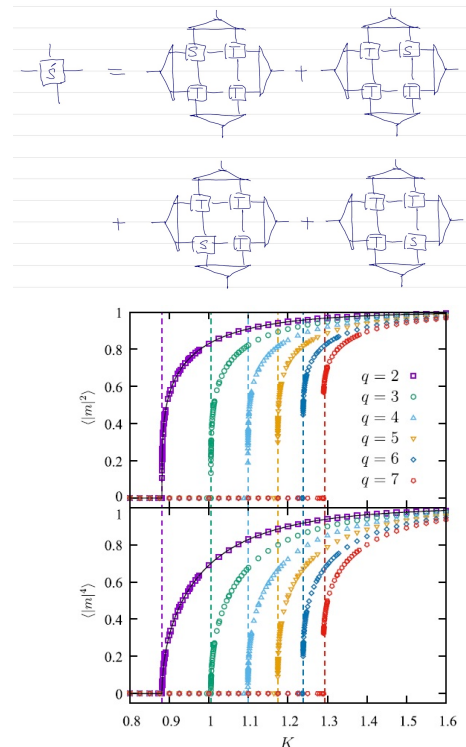 S T T S
Ś = +
T T T T
T T T T
+ +
S T T S
1
0.8
0.6
0.4
0.2
0
⟨|m|²⟩
q = 2
q = 3
q = 4
q = 5
q = 6
q = 7
1
0.8
0.6
0.4
0.2
0
⟨|m|⁴⟩
0.8 0.9 1 1.1 1.2 1.3 1.4 1.5 1.6
K